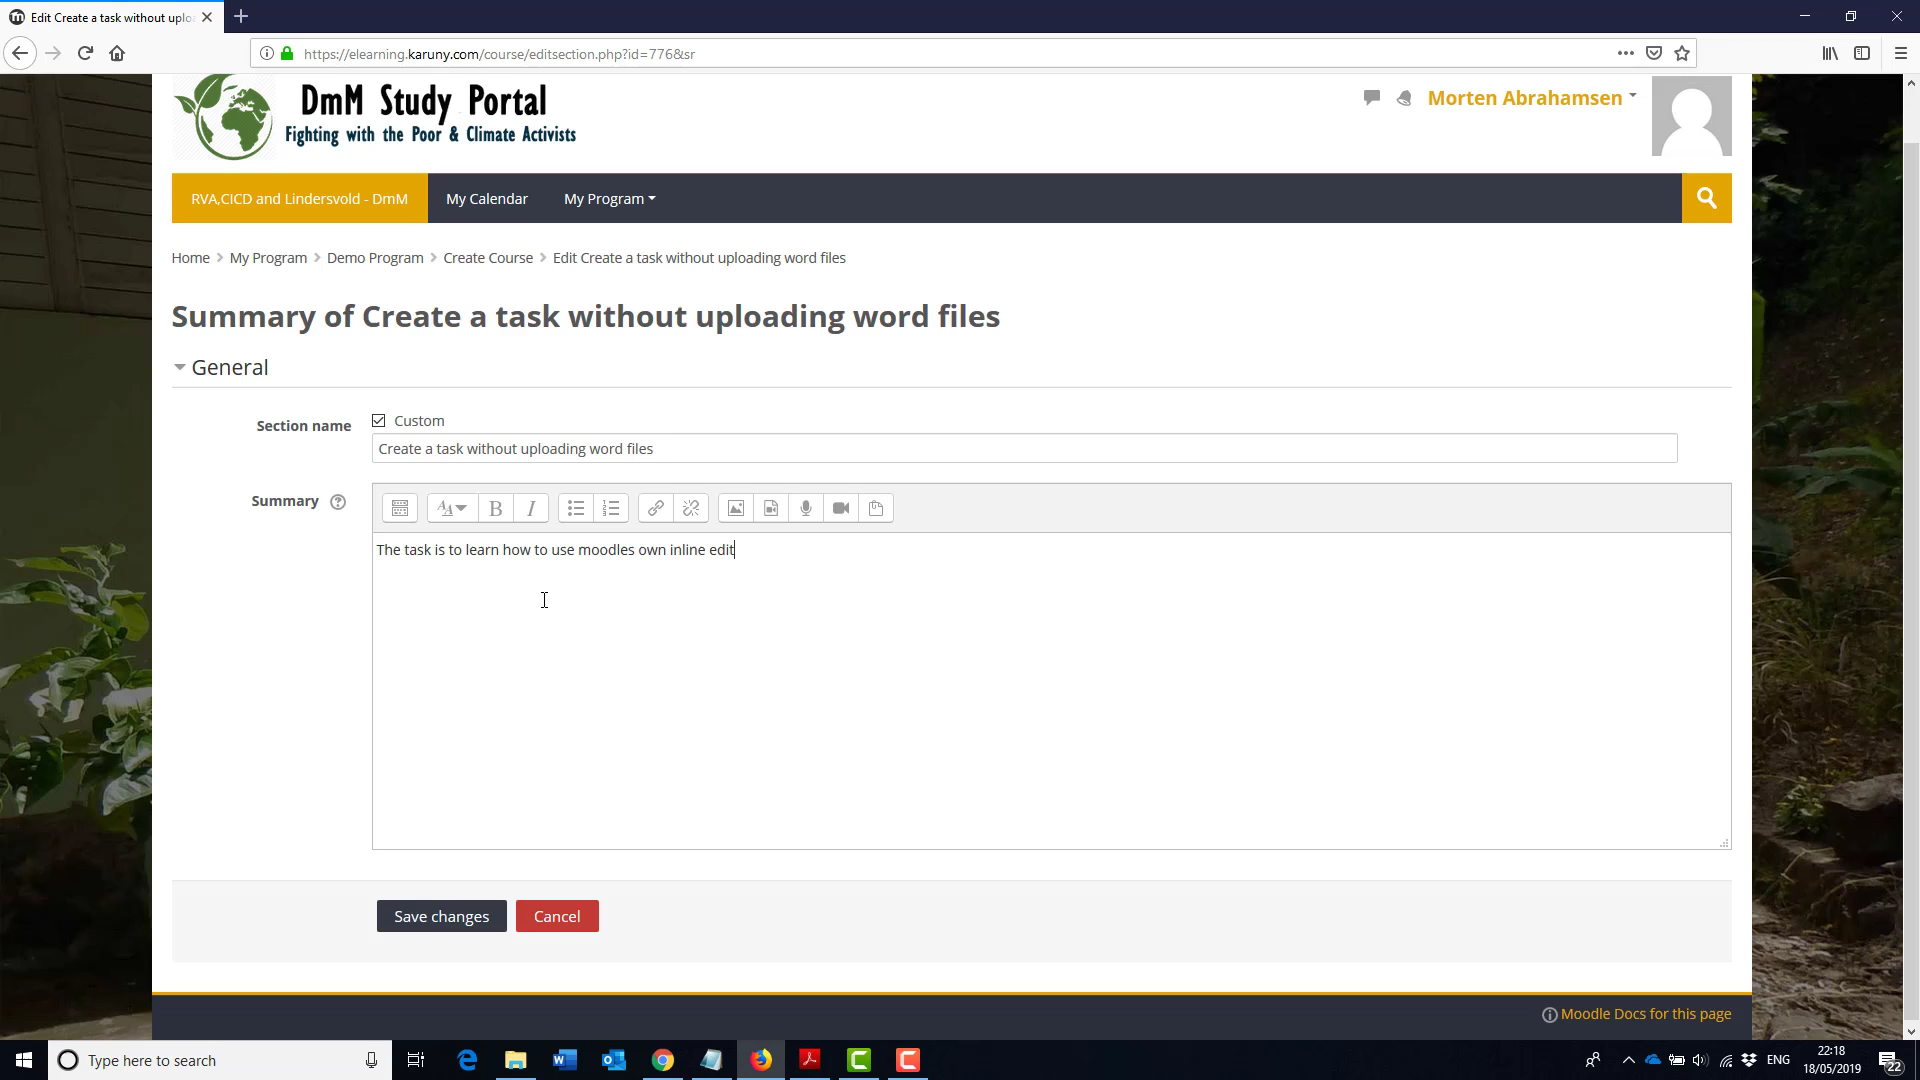 Edit Create a task without uplo
https://elearning.karuny.com/course/editsection.php?id=776&sr
DmM Study Portal
Fighting with the Poor & Climate Activists
Morten Abrahamsen
RVA,CICD and Lindersvold - DmM
My Calendar
My Program
Home
My Program
Demo Program
Create Course
Edit Create a task without uploading word files
Summary of Create a task without uploading word files
General
Section name
Custom
Create a task without uploading word files
Summary
The task is to learn how to use moodles own inline edit
Save changes
Cancel
Moodle Docs for this page
Type here to search
ENG
22:18
18/05/2019
22